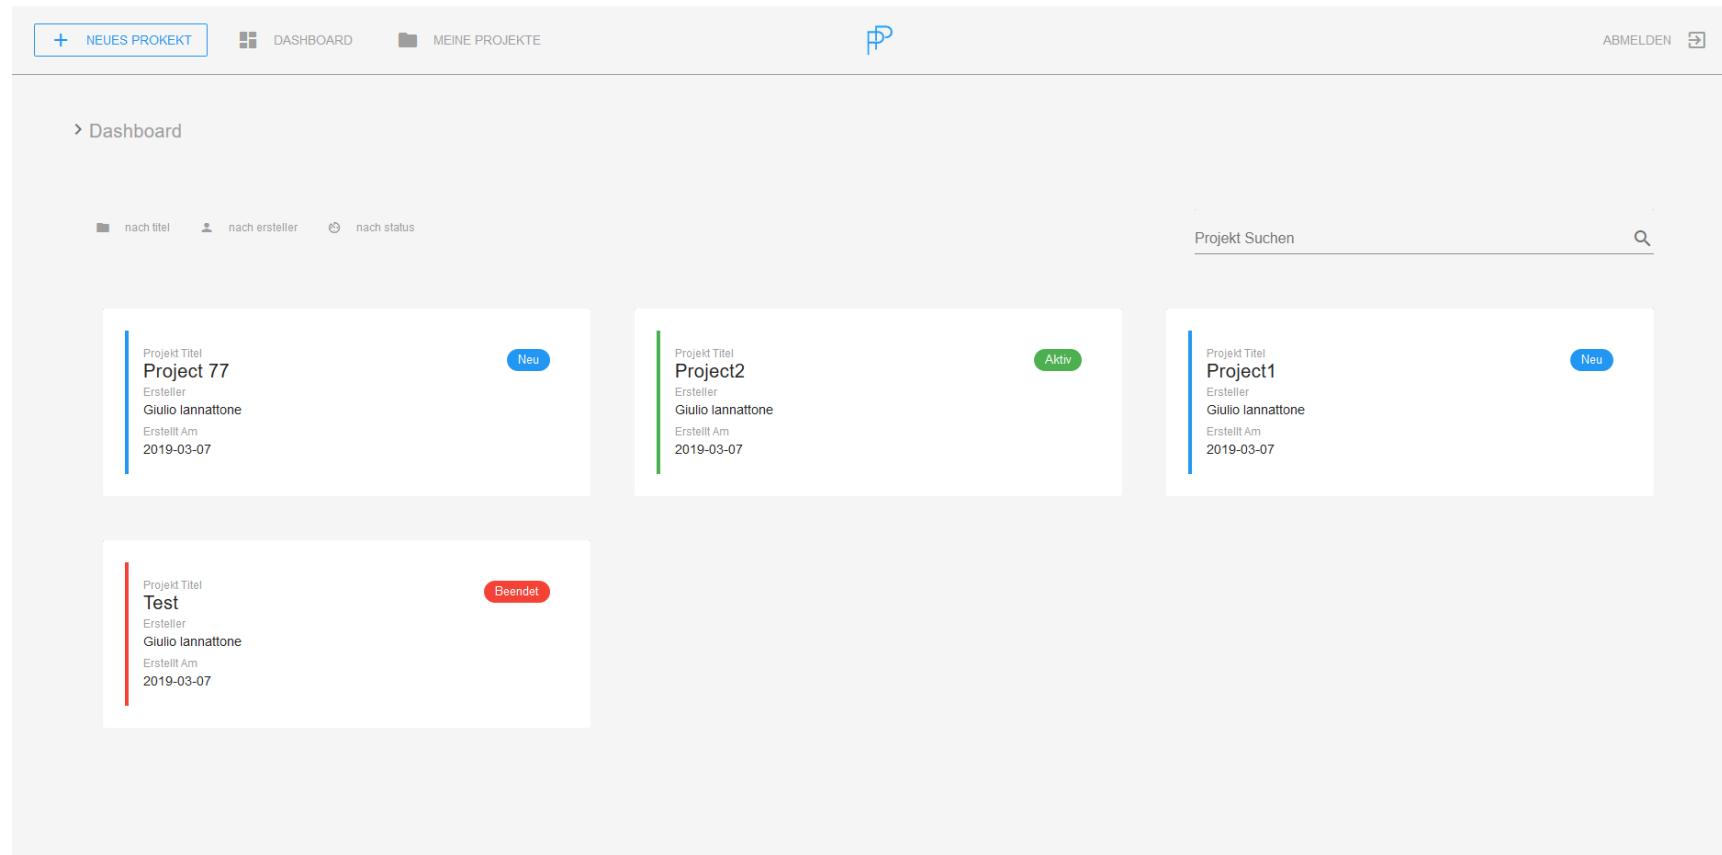 NEUES PROKEKT DASHBOARD MEINE PROJEKTE ABMELDEN
Dashboard
nach titel nach ersteller nach status
Projekt Suchen
Projekt Titel
Project 77
Neu
Ersteller
Giulio Iannattone
Erstellt Am
2019-03-07
Projekt Titel
Project2
Aktiv
Ersteller
Giulio Iannattone
Erstellt Am
2019-03-07
Projekt Titel
Project1
Neu
Ersteller
Giulio Iannattone
Erstellt Am
2019-03-07
Projekt Titel
Test
Beendet
Ersteller
Giulio Iannattone
Erstellt Am
2019-03-07